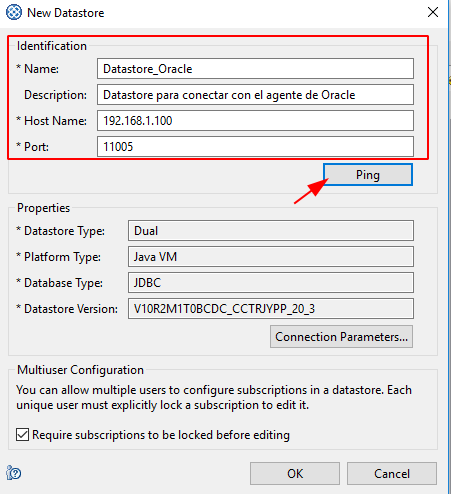 New Datastore
Identification
* Name: Datastore_Oracle
Description: Datastore para conectar con el agente de Oracle
* Host Name: 192.168.1.100
* Port: 11005
Ping
Properties
* Datastore Type: Dual
* Platform Type: Java VM
* Database Type: JDBC
* Datastore Version: V10R2M1T0BCDC_CCTRJYPP_20_3
Connection Parameters...
Multiuser Configuration
You can allow multiple users to configure subscriptions in a datastore. Each
unique user must explicitly lock a subscription to edit it.
Require subscriptions to be locked before editing
OK Cancel